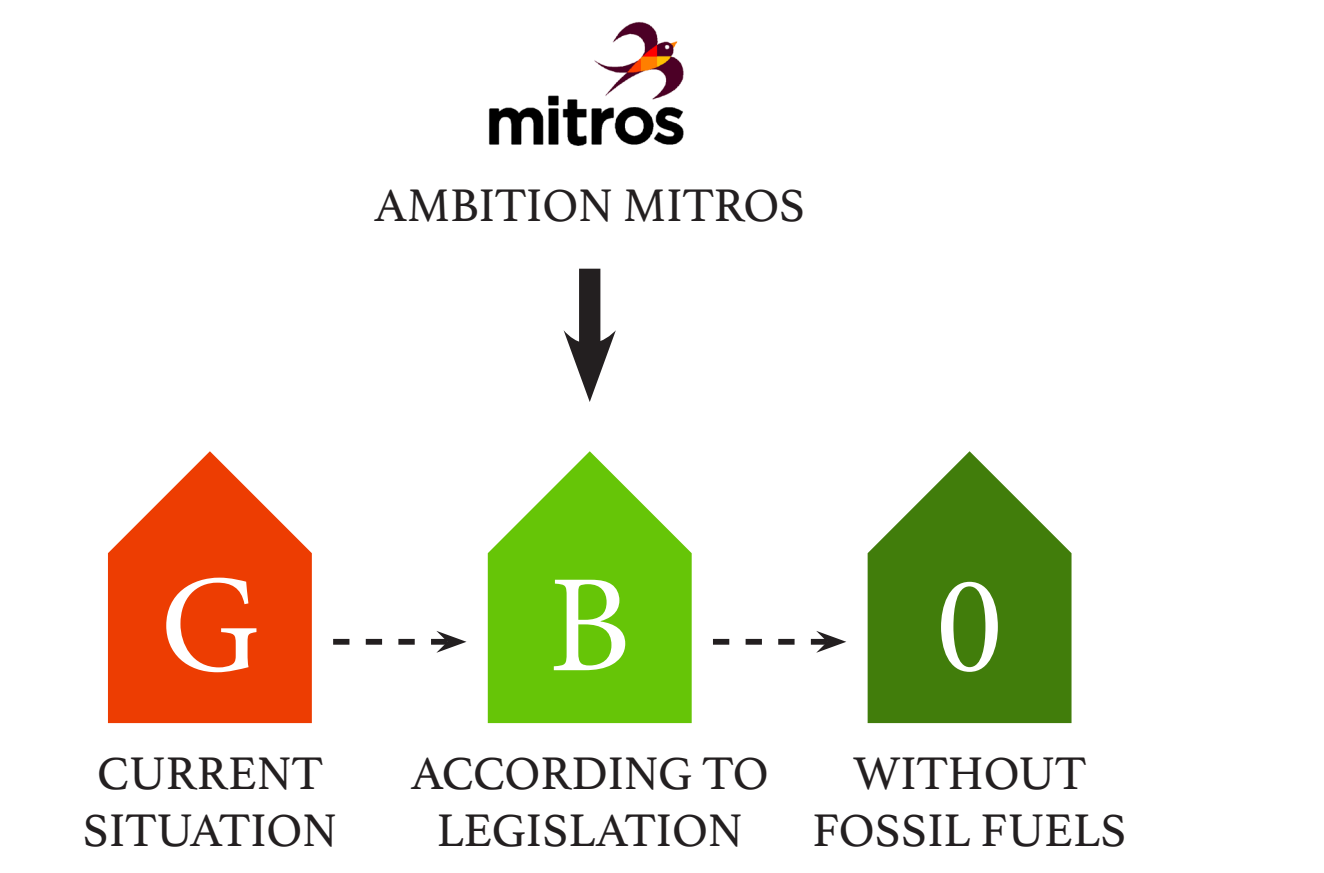 mitros
AMBITION MITROS
G
B
0
CURRENT
SITUATION
ACCORDING TO
LEGISLATION
WITHOUT
FOSSIL FUELS